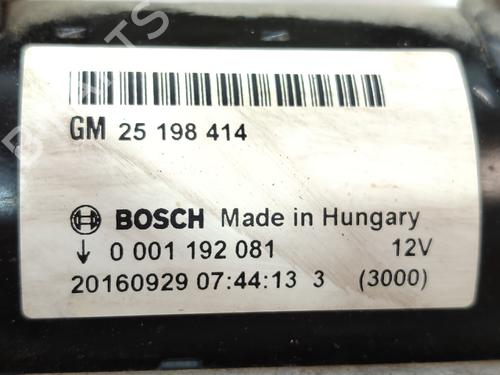 GM 25 198 414
BOSCH Made in Hungary
↓ 0 001 192 081 12V
20160929 07:44:13 3 (3000)